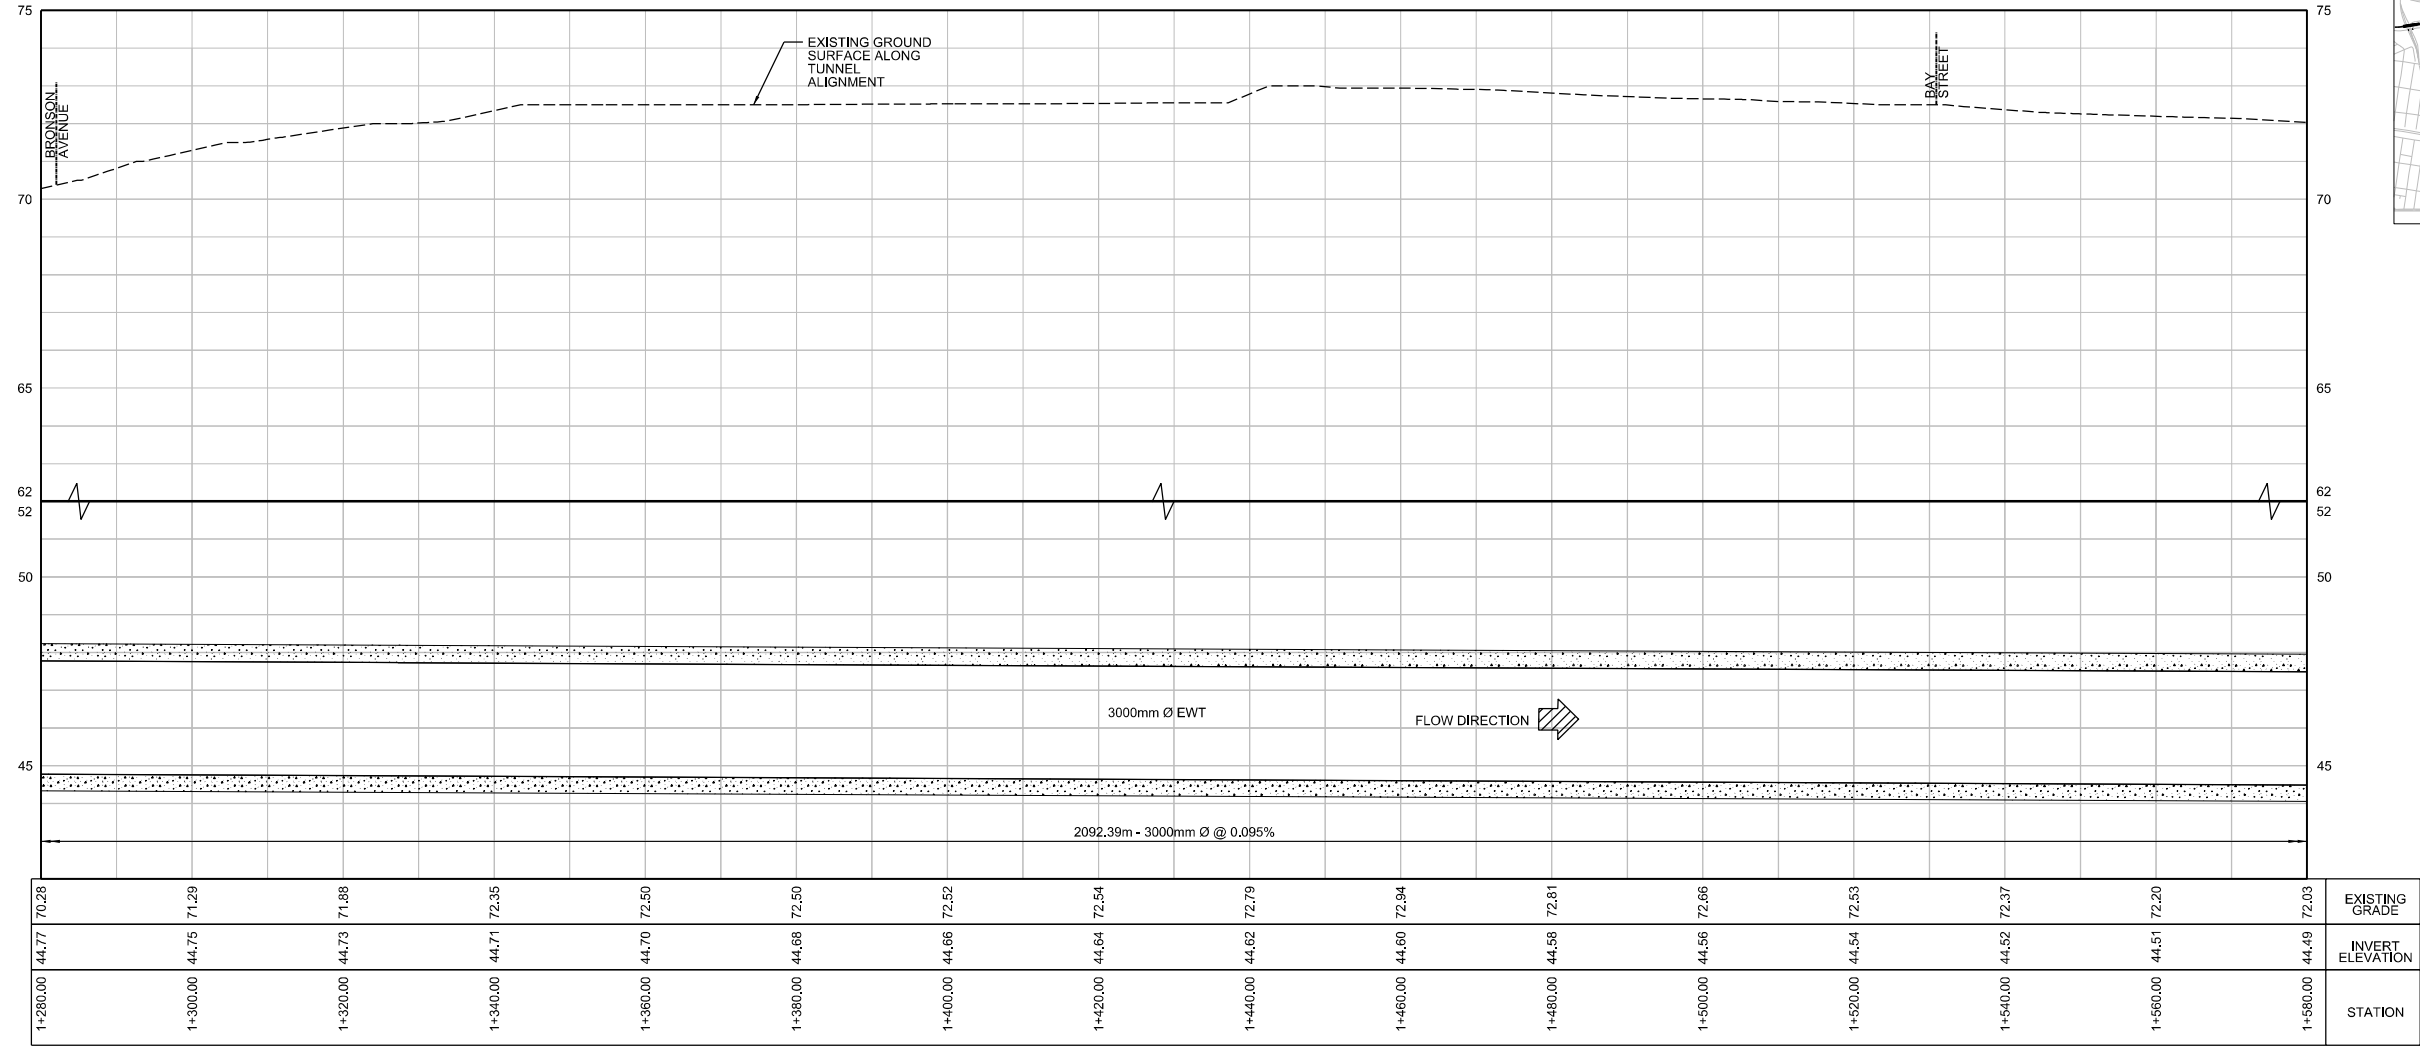 75
75
EXISTING GROUND
SURFACE ALONG
TUNNEL
ALIGNMENT
BRONSON
AVENUE
BAY
STREET
70
70
65
65
62
62
52
52
50
50
3000mm Ø EWT
FLOW DIRECTION
45
45
2092.39m - 3000mm Ø @ 0.095%
70.28 71.29 71.88 72.35 72.50 72.50 72.52 72.54 72.79 72.94 72.81 72.66 72.53 72.37 72.20 72.03
EXISTING
GRADE
44.77 44.75 44.73 44.71 44.70 44.68 44.66 44.64 44.62 44.60 44.58 44.56 44.54 44.52 44.51 44.49
INVERT
ELEVATION
1+280.00 1+300.00 1+320.00 1+340.00 1+360.00 1+380.00 1+400.00 1+420.00 1+440.00 1+460.00 1+480.00 1+500.00 1+520.00 1+540.00 1+560.00 1+580.00
STATION